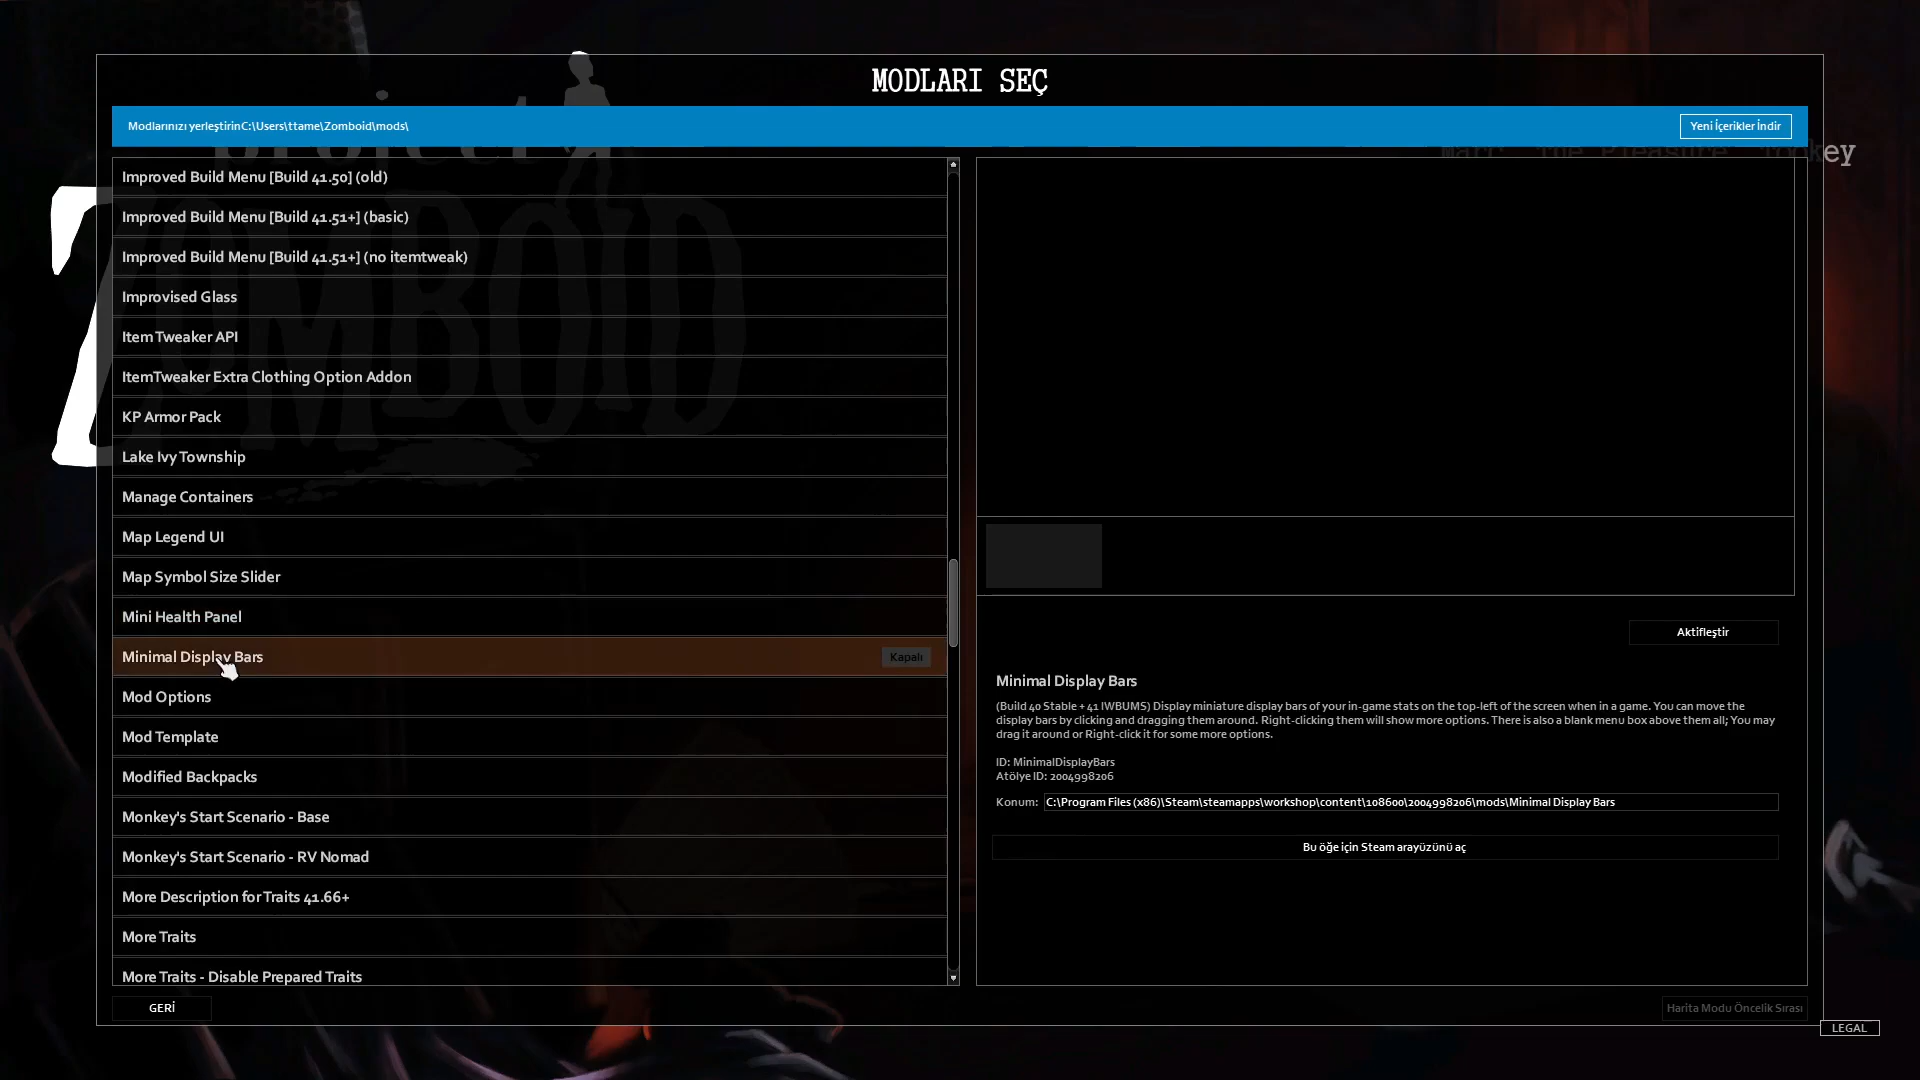 MODLARI SEÇ
Modlarınızı yerleştirinC:\Users\ttame\Zomboid\mods\
Yeni İçerikler İndir
project
ZOMBOID
Marc "The Pleasure" Tookey
Improved Build Menu [Build 41.50] (old)
Improved Build Menu [Build 41.51+] (basic)
Improved Build Menu [Build 41.51+] (no itemtweak)
Improvised Glass
Item Tweaker API
ItemTweaker Extra Clothing Option Addon
KP Armor Pack
Lake Ivy Township
Manage Containers
Map Legend UI
Map Symbol Size Slider
Mini Health Panel
Minimal Display Bars
Kapalı
Mod Options
Mod Template
Modified Backpacks
Monkey's Start Scenario - Base
Monkey's Start Scenario - RV Nomad
More Description for Traits 41.66+
More Traits
More Traits - Disable Prepared Traits
Aktifleştir
Minimal Display Bars
(Build 40 Stable + 41 IWBUMS) Display miniature display bars of your in-game stats on the top-left of the screen when in a game. You can move the
display bars by clicking and dragging them around. Right-clicking them will show more options. There is also a blank menu box above them all; You may
drag it around or Right-click it for some more options.
ID: MinimalDisplayBars
Atölye ID: 2004998206
Konum: C:\Program Files (x86)\Steam\steamapps\workshop\content\108600\2004998206\mods\Minimal Display Bars
Bu öğe için Steam arayüzünü aç
GERİ
Harita Modu Öncelik Sırası
LEGAL